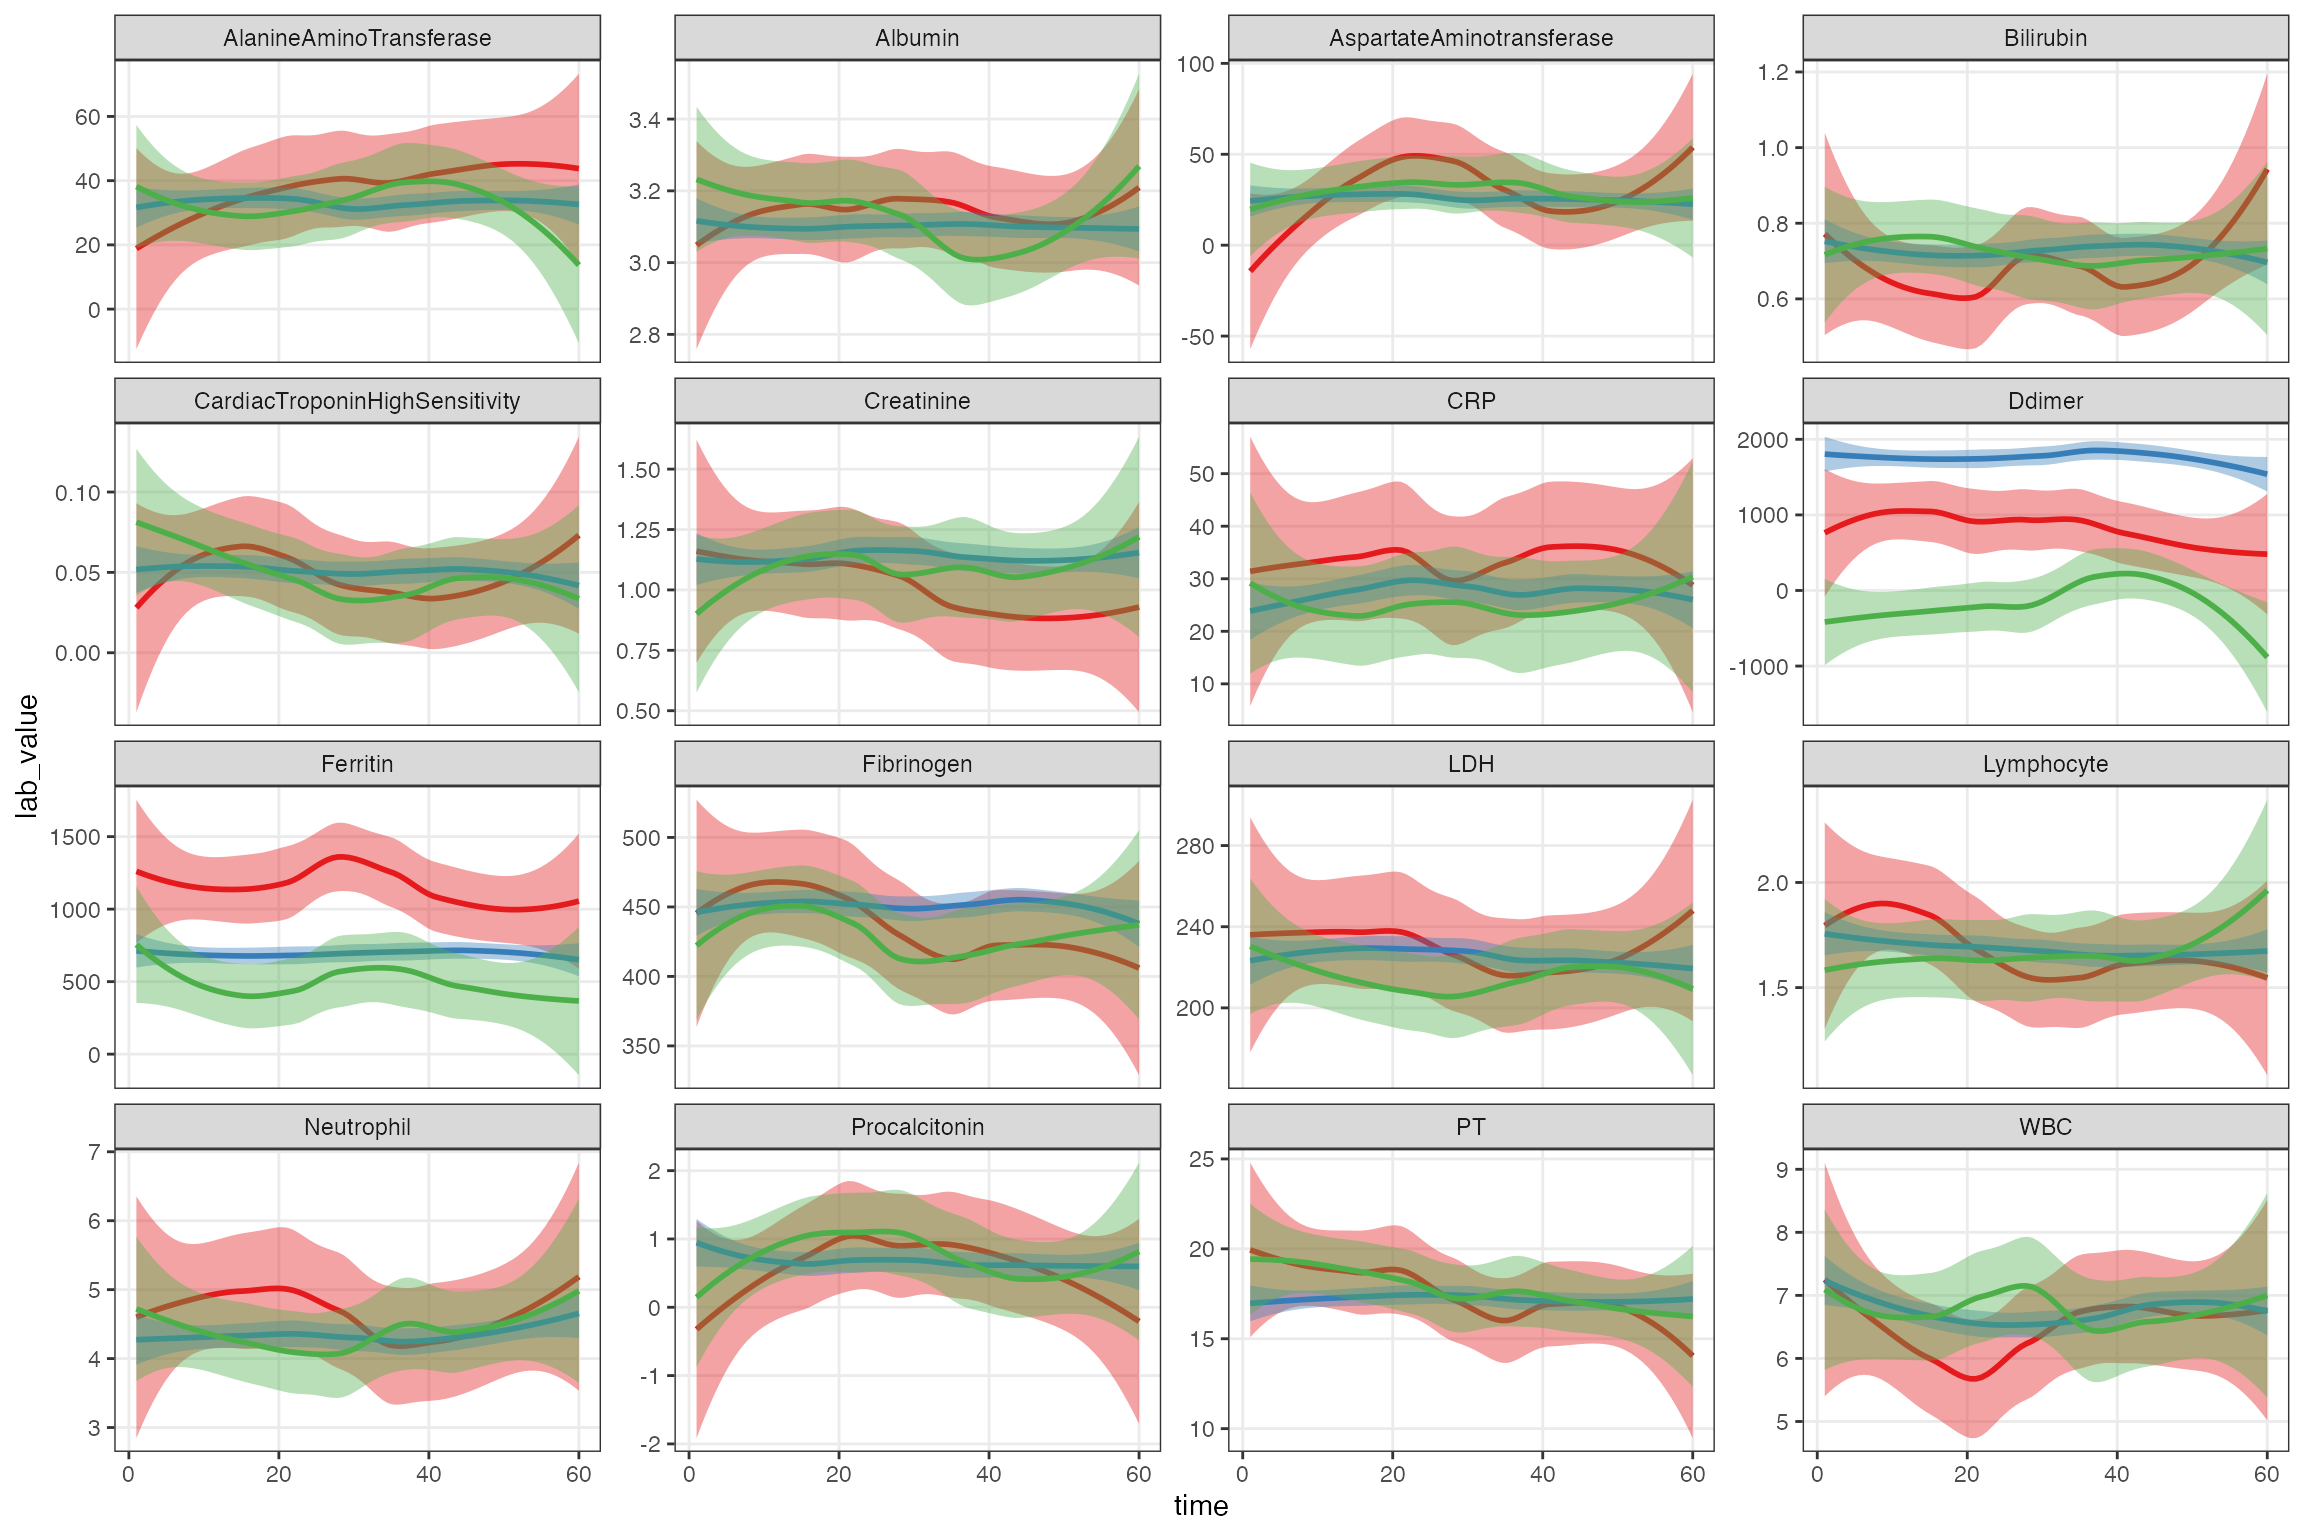 AlanineAminoTransferase
Albumin
AspartateAminotransferase
Bilirubin
60
40
20
0
3.4
3.2
3.0
2.8
100
50
0
-50
1.2
1.0
0.8
0.6
CardiacTroponinHighSensitivity
Creatinine
CRP
Ddimer
0.10
0.05
0.00
1.50
1.25
1.00
0.75
0.50
50
40
30
20
10
2000
1000
0
-1000
lab_value
Ferritin
Fibrinogen
LDH
Lymphocyte
1500
1000
500
0
500
450
400
350
280
240
200
2.0
1.5
Neutrophil
Procalcitonin
PT
WBC
7
6
5
4
3
2
1
0
-1
-2
25
20
15
10
9
8
7
6
5
0 20 40 60
0 20 40 60
0 20 40 60
0 20 40 60
time